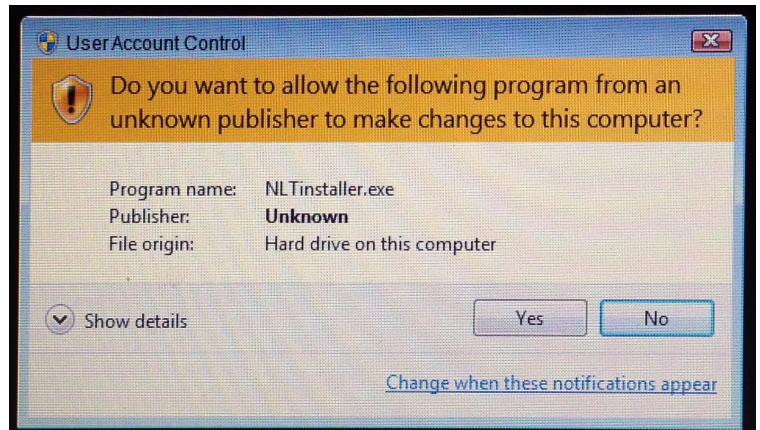 User Account Control
Do you want to allow the following program from an
unknown publisher to make changes to this computer?
Program name: NLTinstaller.exe
Publisher: Unknown
File origin: Hard drive on this computer
Show details
Yes
No
Change when these notifications appear